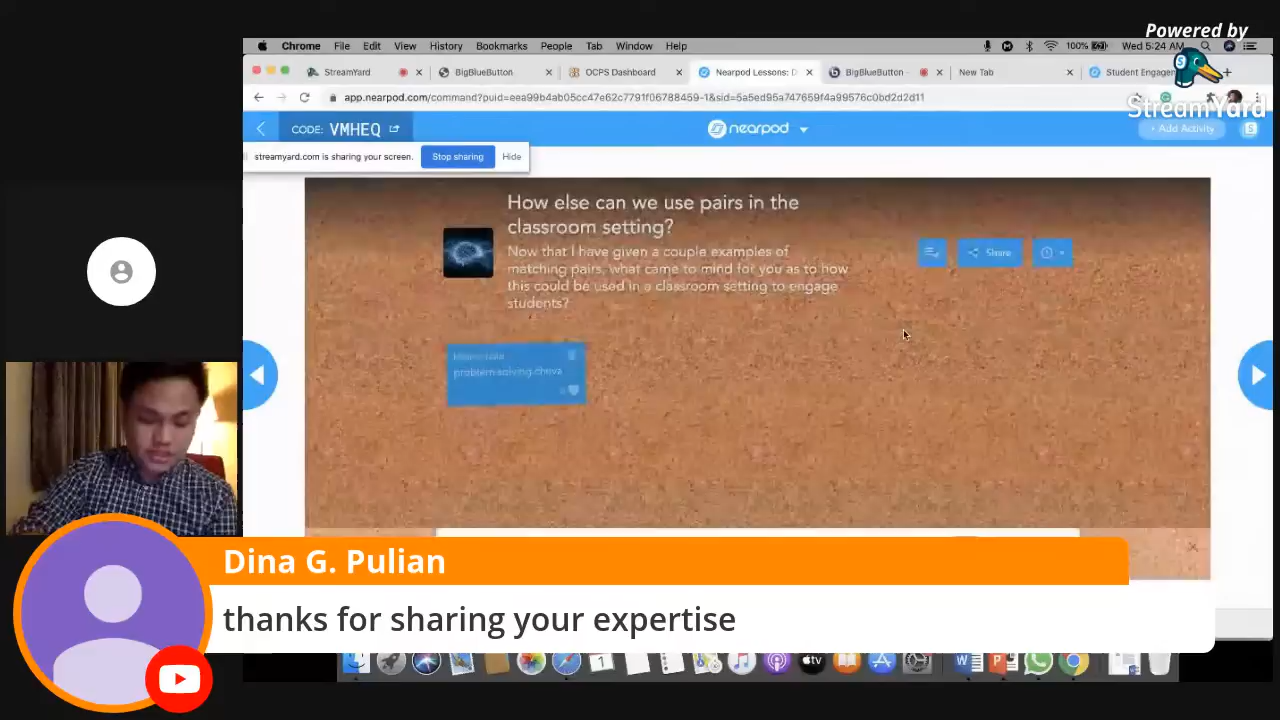 Powered by
StreamYard
Chrome File Edit View History Bookmarks People Tab Window Help 100% Wed 5:24 AM
StreamYard BigBlueButton OCPS Dashboard Nearpod Lessons: D BigBlueButton - New Tab Student Engagem
app.nearpod.com/command?puid=eea99b4ab05cc47e62c7791f06788459-1&sid=5a5ed95a747659f4a99576c0bd2d2d11
CODE: VMHEQ nearpod + Add Activity
streamyard.com is sharing your screen. Stop sharing Hide
How else can we use pairs in the
classroom setting?
Now that I have given a couple examples of
matching pairs, what came to mind for you as to how
this could be used in a classroom setting to engage
students?
Share
problem solving.chova
Dina G. Pulian
thanks for sharing your expertise
tv